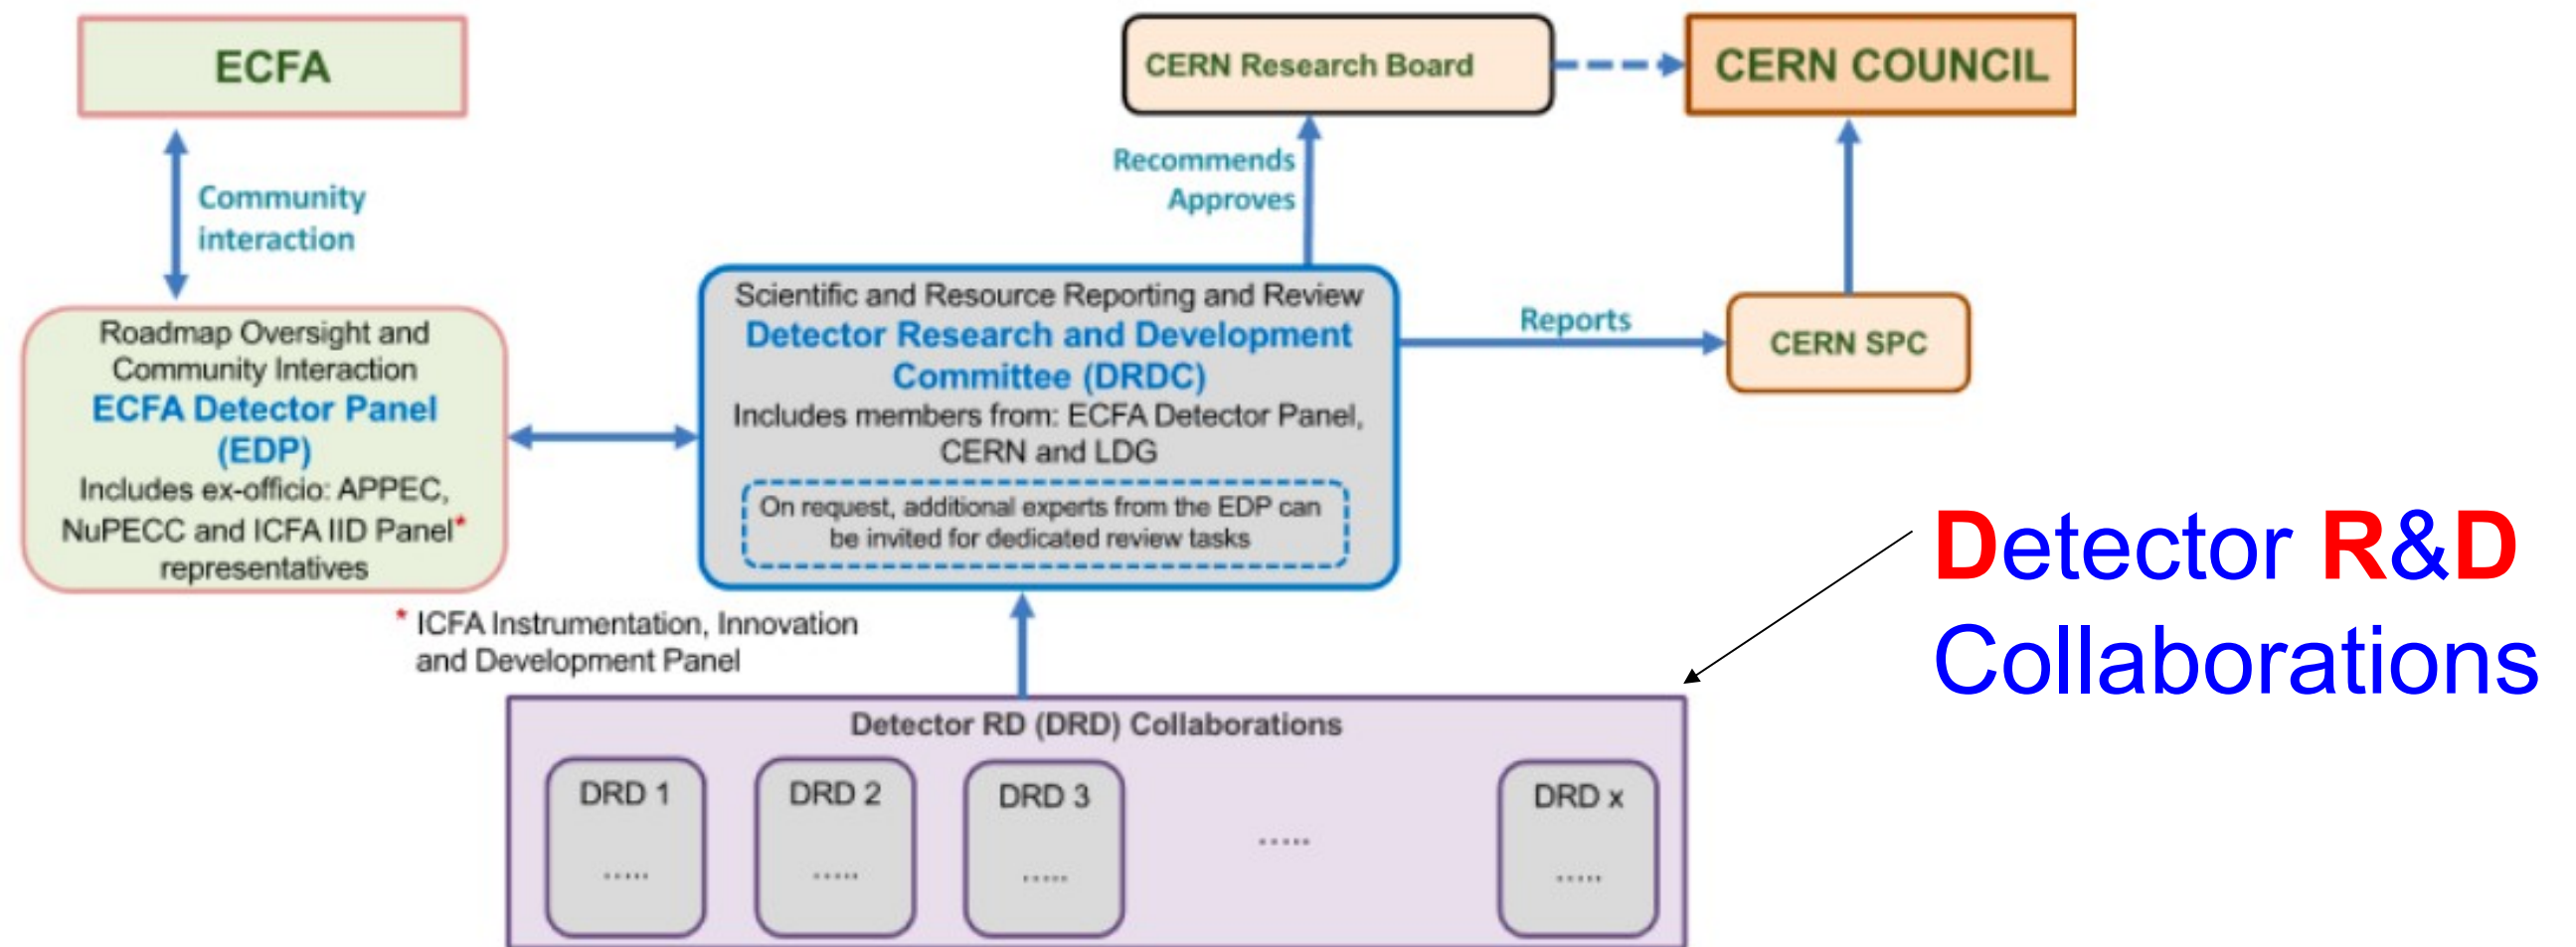 ECFA
CERN Research Board
CERN COUNCIL
Community
interaction
Recommends
Approves
Roadmap Oversight and
Community Interaction
ECFA Detector Panel
(EDP)
Includes ex-officio: APPEC,
NuPECC and ICFA IID Panel*
representatives
Scientific and Resource Reporting and Review
Detector Research and Development
Committee (DRDC)
Includes members from: ECFA Detector Panel,
CERN and LDG
On request, additional experts from the EDP can
be invited for dedicated review tasks
Reports
CERN SPC
* ICFA Instrumentation, Innovation
and Development Panel
Detector R&D
Collaborations
Detector RD (DRD) Collaborations
DRD 1
.....
DRD 2
.....
DRD 3
.....
.....
DRD x
.....